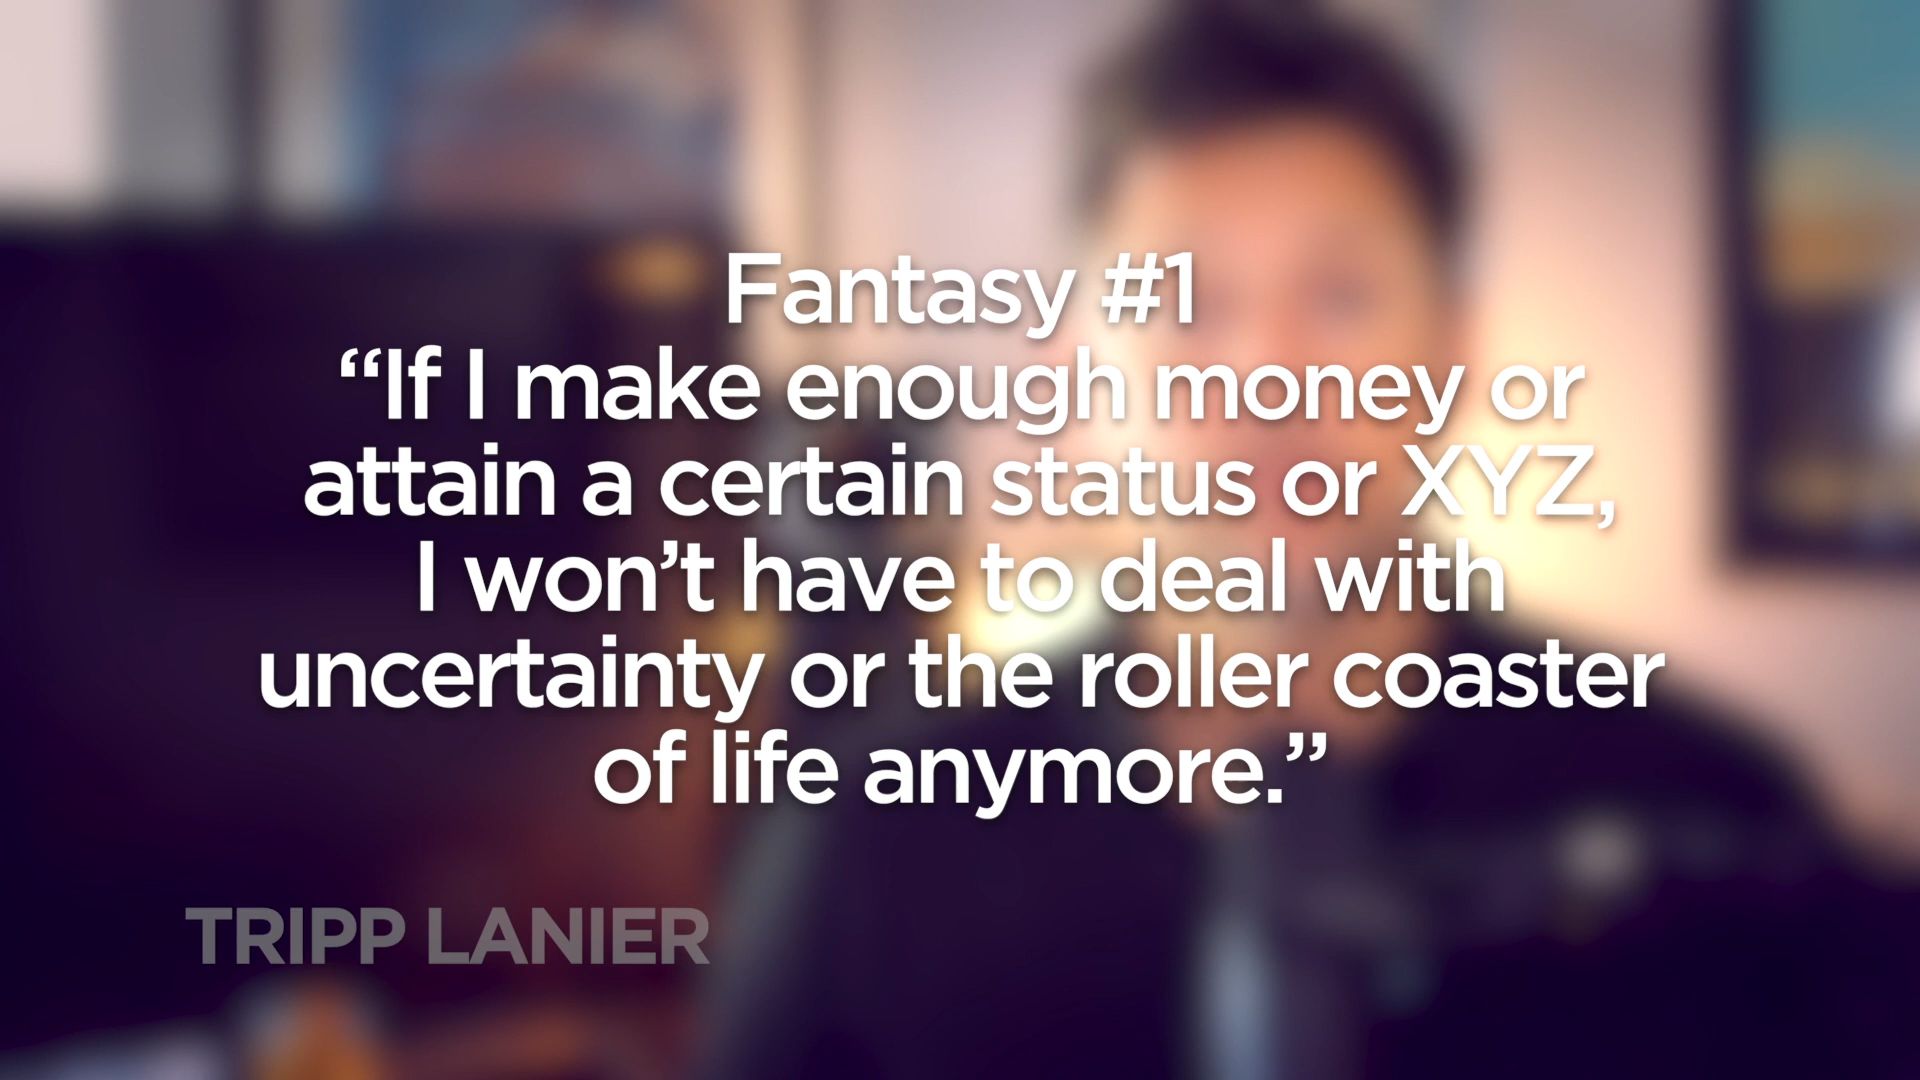 Fantasy #1
“If I make enough money or
attain a certain status or XYZ,
I won’t have to deal with
uncertainty or the roller coaster
of life anymore.”
TRIPP LANIER